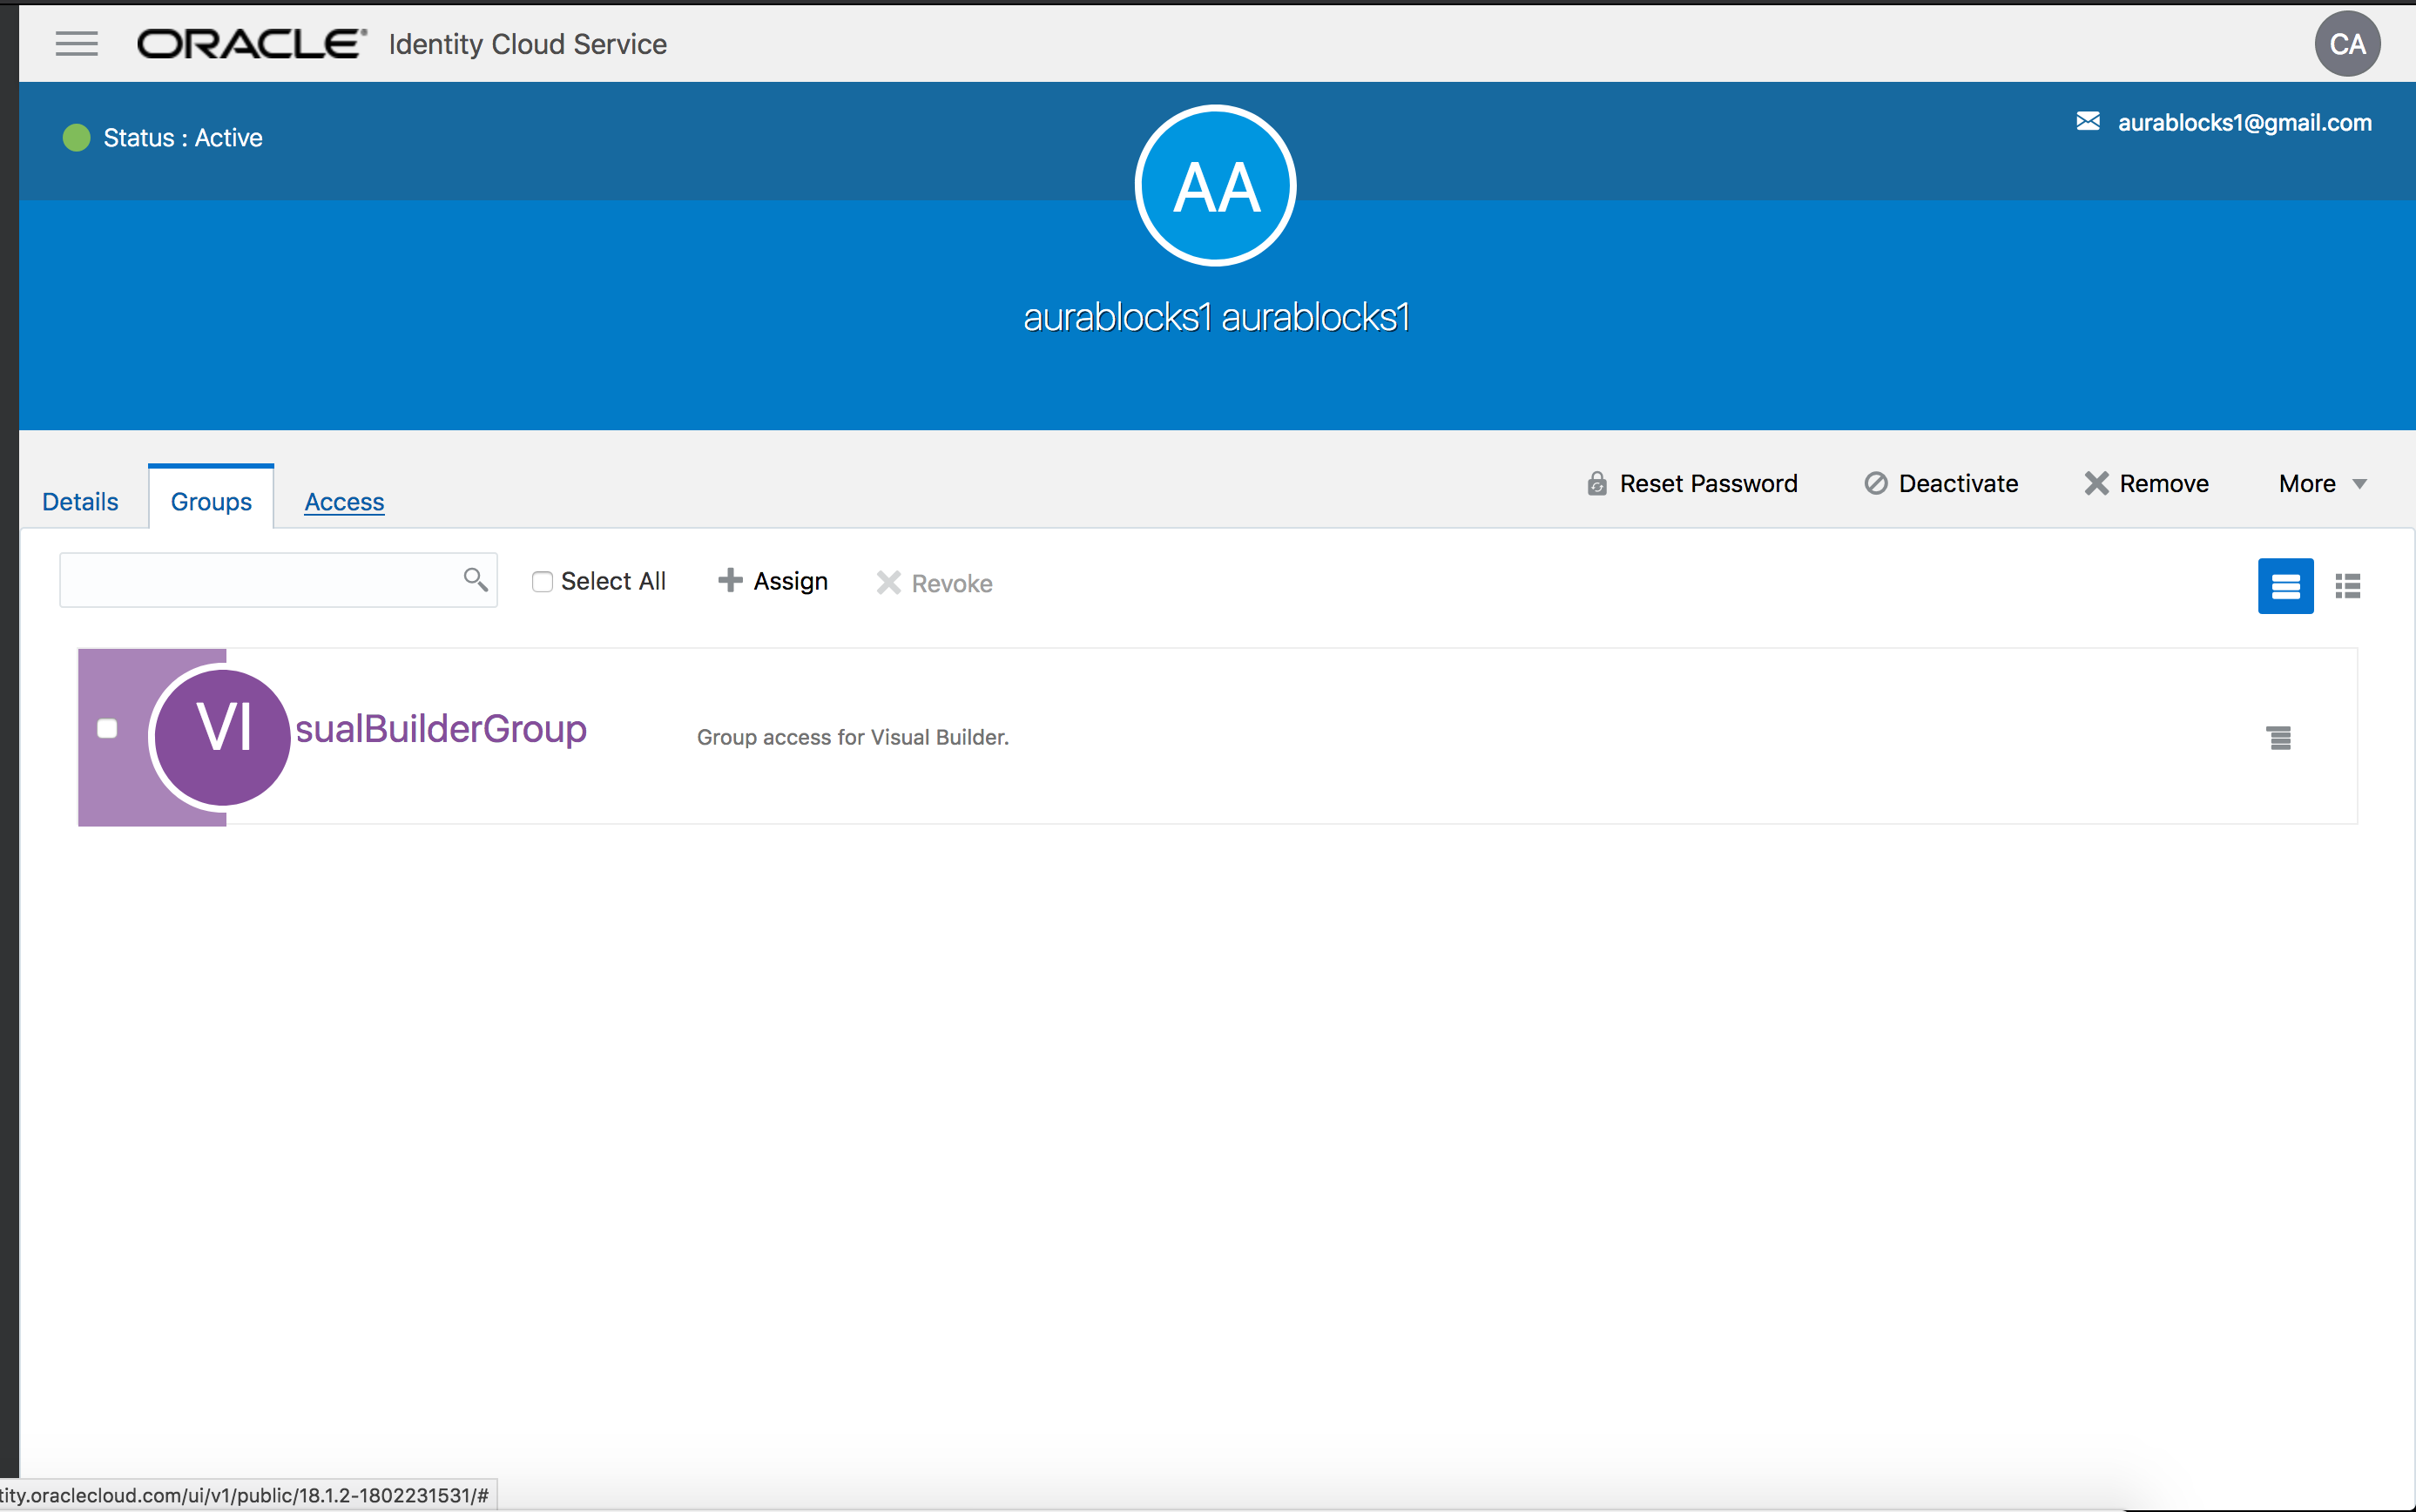 ORACLE® Identity Cloud Service
CA
Status : Active
aurablocks1@gmail.com
AA
aurablocks1 aurablocks1
Details Groups Access
Reset Password Deactivate Remove More
Select All Assign Revoke
VI sualBuilderGroup Group access for Visual Builder.
tity.oraclecloud.com/ui/v1/public/18.1.2-1802231531/#